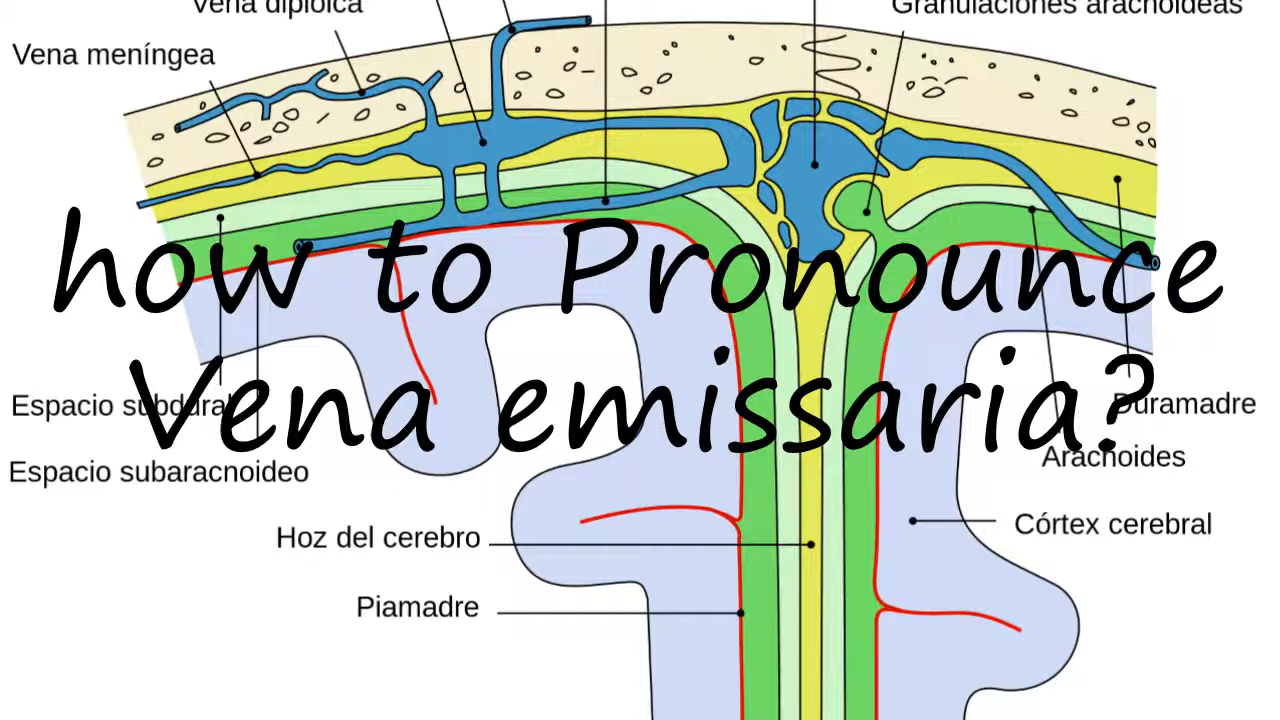 Vena diploica
Granulaciones aracnoideas
Vena meníngea
how to Pronounce
Vena emissaria?
Espacio subdural
Duramadre
Arachoides
Espacio subaracnoideo
Córtex cerebral
Hoz del cerebro
Piamadre